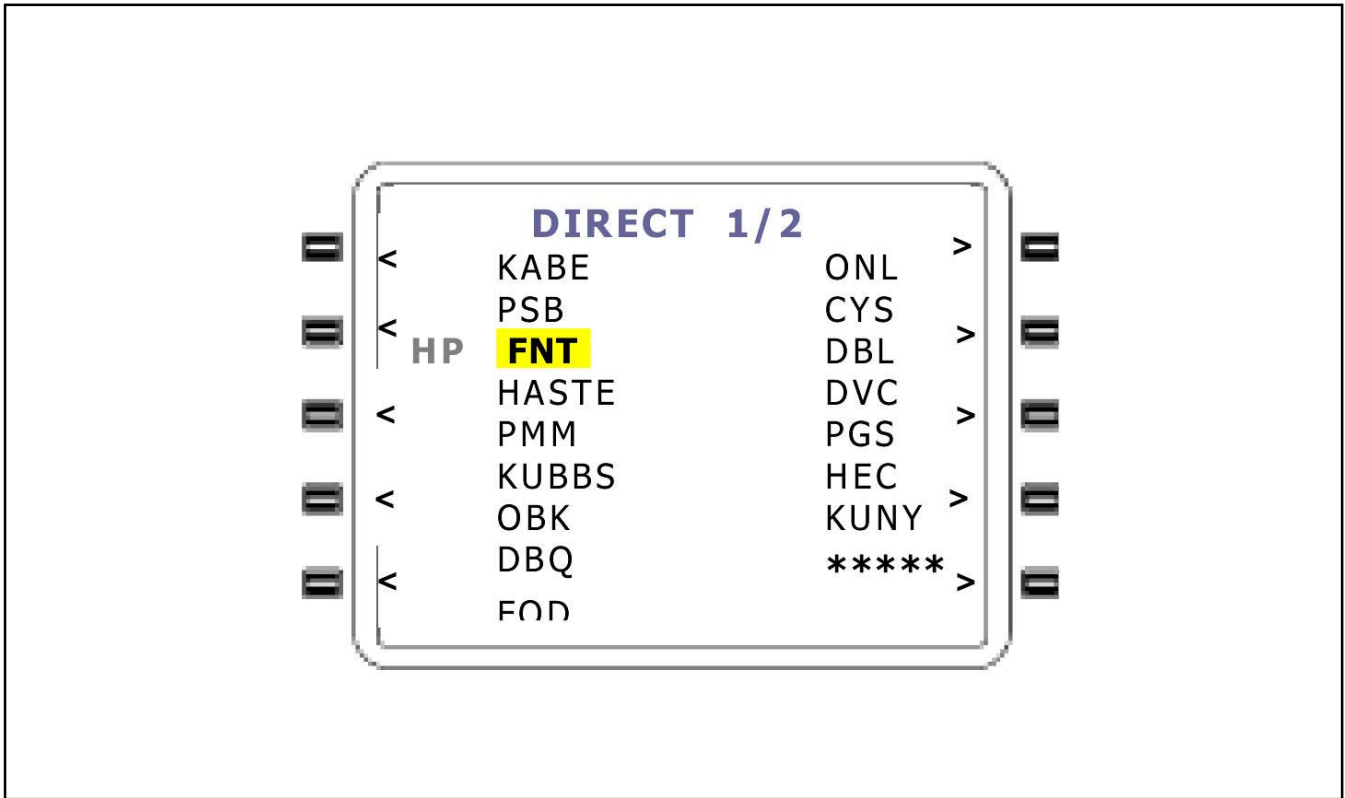 DIRECT 1/2
< KABE ONL >
PSB CYS
< HP FNT DBL >
HASTE DVC
< PMM PGS >
KUBBS HEC
< OBK KUNY >
DBQ *****
< >